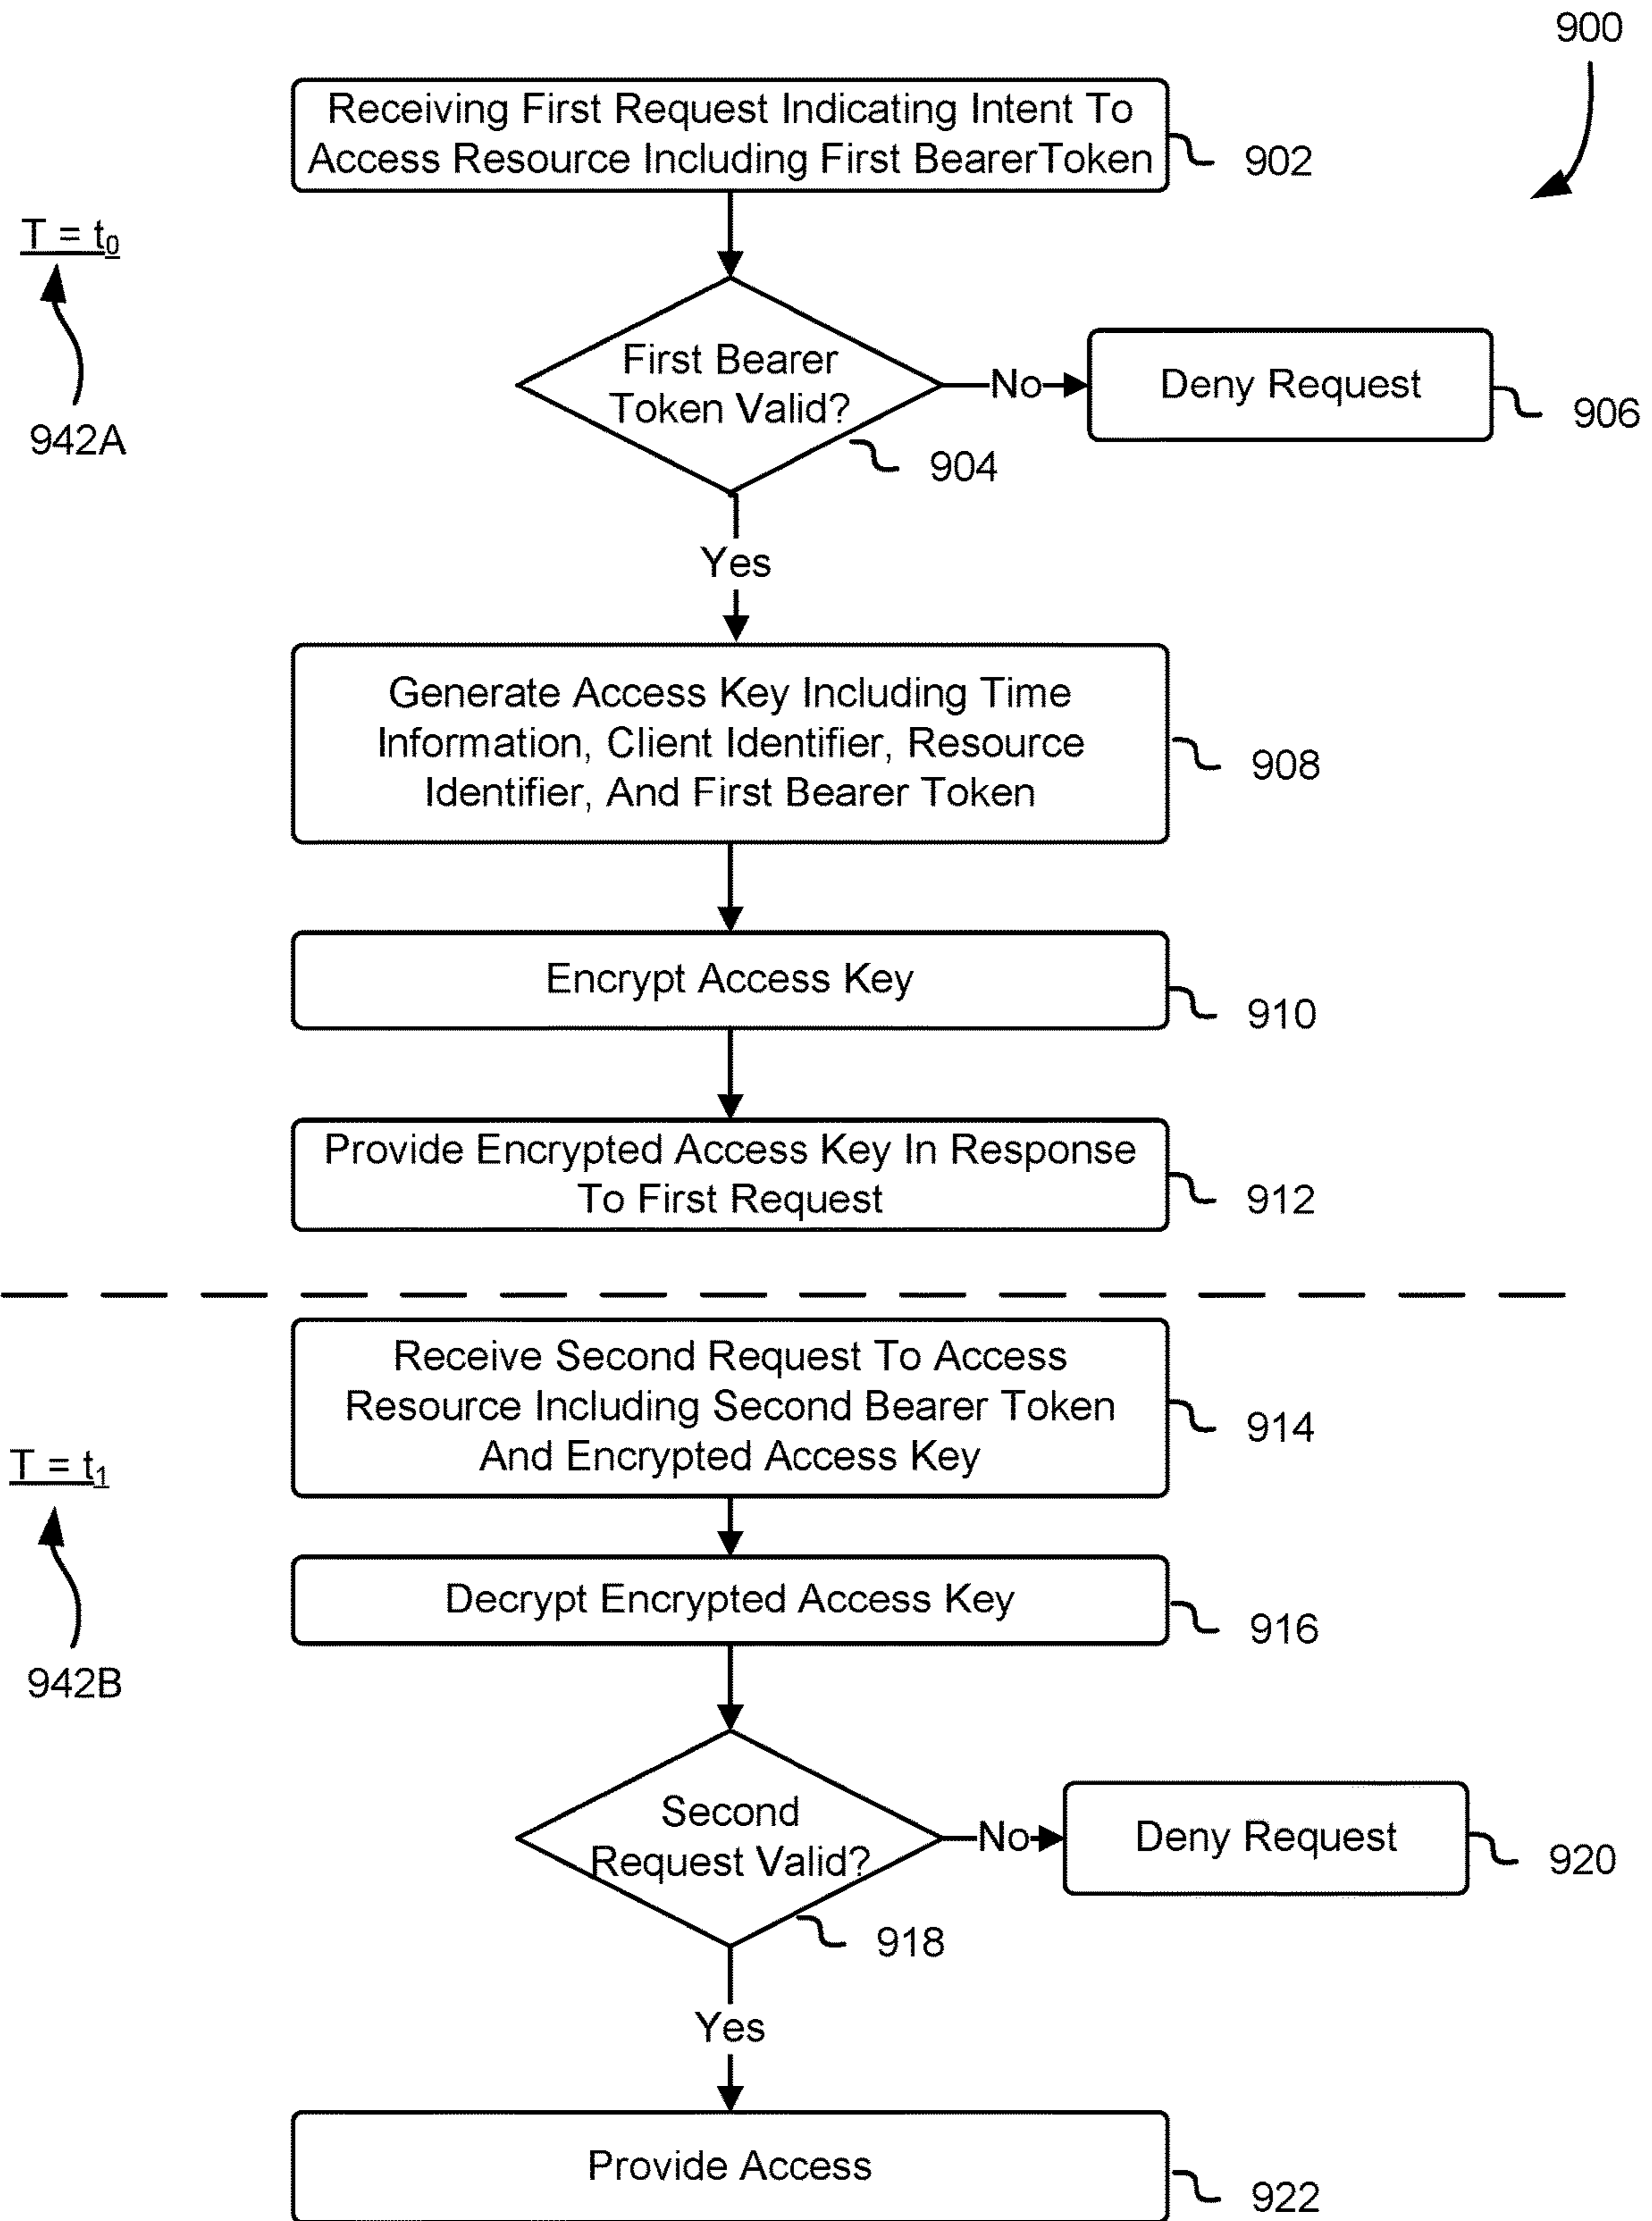 900
Receiving First Request Indicating Intent To
Access Resource Including First BearerToken
902
T = t0
942A
First Bearer
Token Valid?
904
No
Deny Request
906
Yes
Generate Access Key Including Time
Information, Client Identifier, Resource
Identifier, And First Bearer Token
908
Encrypt Access Key
910
Provide Encrypted Access Key In Response
To First Request
912
Receive Second Request To Access
Resource Including Second Bearer Token
And Encrypted Access Key
914
T = t1
942B
Decrypt Encrypted Access Key
916
Second
Request Valid?
918
No
Deny Request
920
Yes
Provide Access
922